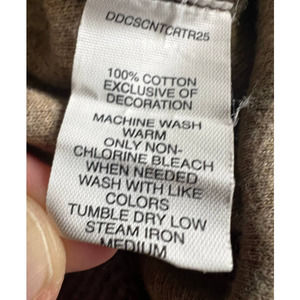 DDCSCNTCRTR25
100% COTTON
EXCLUSIVE OF
DECORATION
MACHINE WASH
WARM
ONLY NON-
CHLORINE BLEACH
WHEN NEEDED
WASH WITH LIKE
COLORS
TUMBLE DRY LOW
STEAM IRON
MEDIUM